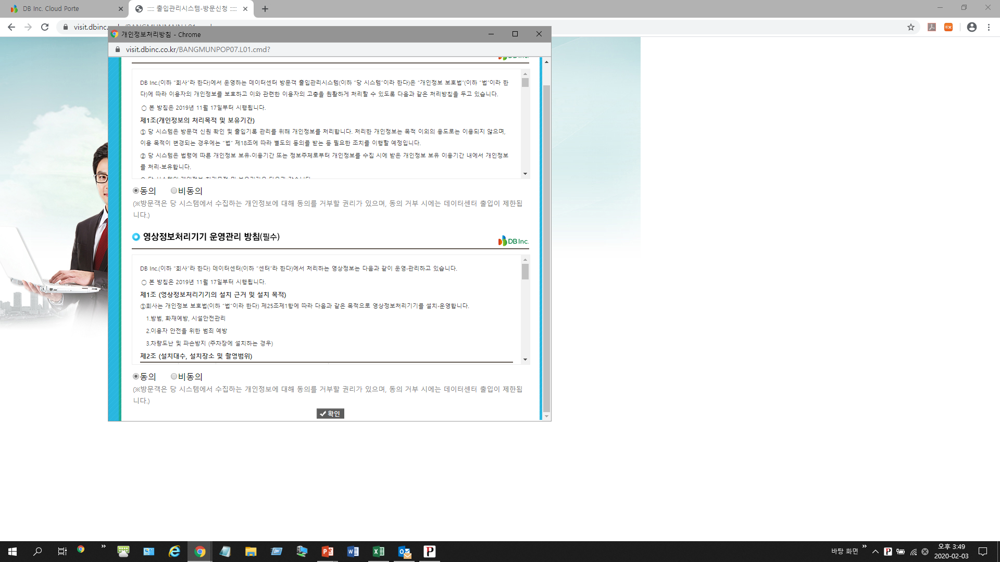 DB Inc. Cloud Porte
::::: 출입관리시스템-방문신청 :::::
visit.dbinc.
개인정보처리방침 - Chrome
visit.dbinc.co.kr/BANGMUNPOP07.L01.cmd?
DB Inc.(이하 “회사”라 한다)에서 운영하는 데이터센터 방문객 출입관리시스템(이하 “당 시스템”이라 한다)은 “개인정보 보호법”(이하 “법”이라 한
다)에 따라 이용자의 개인정보를 보호하고 이와 관련한 이용자의 고충을 원활하게 처리할 수 있도록 다음과 같은 처리방침을 두고 있습니다.
○ 본 방침은 2019년 11월 17일부터 시행됩니다.
제1조(개인정보의 처리목적 및 보유기간)
① 당 시스템은 방문객 신원 확인 및 출입기록 관리를 위해 개인정보를 처리합니다. 처리한 개인정보는 목적 이외의 용도로는 이용되지 않으며,
이용 목적이 변경되는 경우에는 “법” 제18조에 따라 별도의 동의를 받는 등 필요한 조치를 이행할 예정입니다.
② 당 시스템은 법령에 따른 개인정보 보유·이용기간 또는 정보주체로부터 개인정보를 수집 시에 받은 개인정보 보유 이용기간 내에서 개인정보
를 처리·보유합니다.
동의 비동의
(※방문객은 당 시스템에서 수집하는 개인정보에 대해 동의를 거부할 권리가 있으며, 동의 거부 시에는 데이터센터 출입이 제한됩
니다.)
영상정보처리기기 운영관리 방침(필수)
DB Inc.
DB Inc.(이하 “회사”라 한다) 데이터센터(이하 “센터”라 한다)에서 처리하는 영상정보는 다음과 같이 운영·관리하고 있습니다.
○ 본 방침은 2019년 11월 17일부터 시행됩니다.
제1조 (영상정보처리기기의 설치 근거 및 설치 목적)
①회사는 개인정보 보호법(이하 “법”이라 한다) 제25조제1항에 따라 다음과 같은 목적으로 영상정보처리기기를 설치·운영합니다.
1.방범, 화재예방, 시설안전관리
2.이용자 안전을 위한 범죄 예방
3.차량도난 및 파손방지 (주차장에 설치하는 경우)
제2조 (설치대수, 설치장소 및 촬영범위)
동의 비동의
(※방문객은 당 시스템에서 수집하는 개인정보에 대해 동의를 거부할 권리가 있으며, 동의 거부 시에는 데이터센터 출입이 제한됩
니다.)
확인
바탕 화면
오후 3:49
2020-02-03